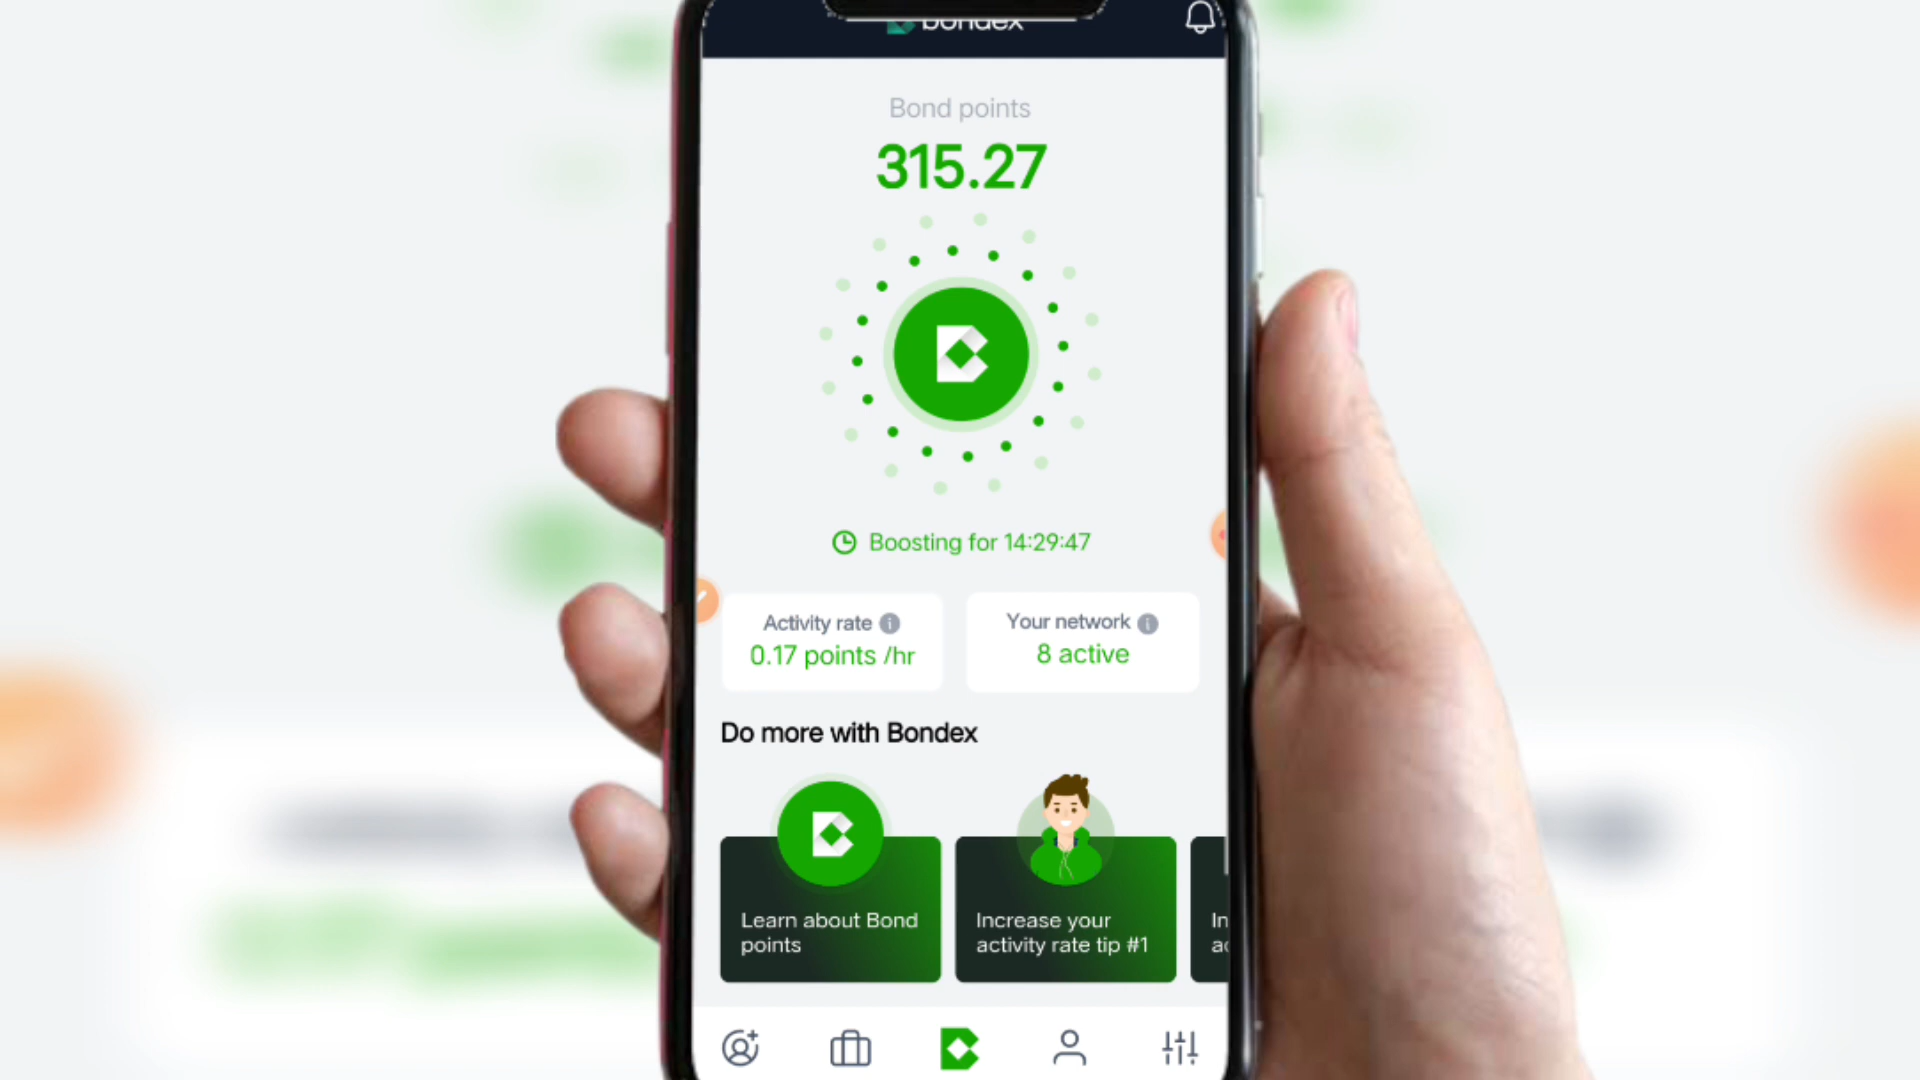 bondex
Bond points
315.27
Boosting for 14:29:47
Activity rate
0.17 points /hr
Your network
8 active
Do more with Bondex
Learn about Bond
points
Increase your
activity rate tip #1
In